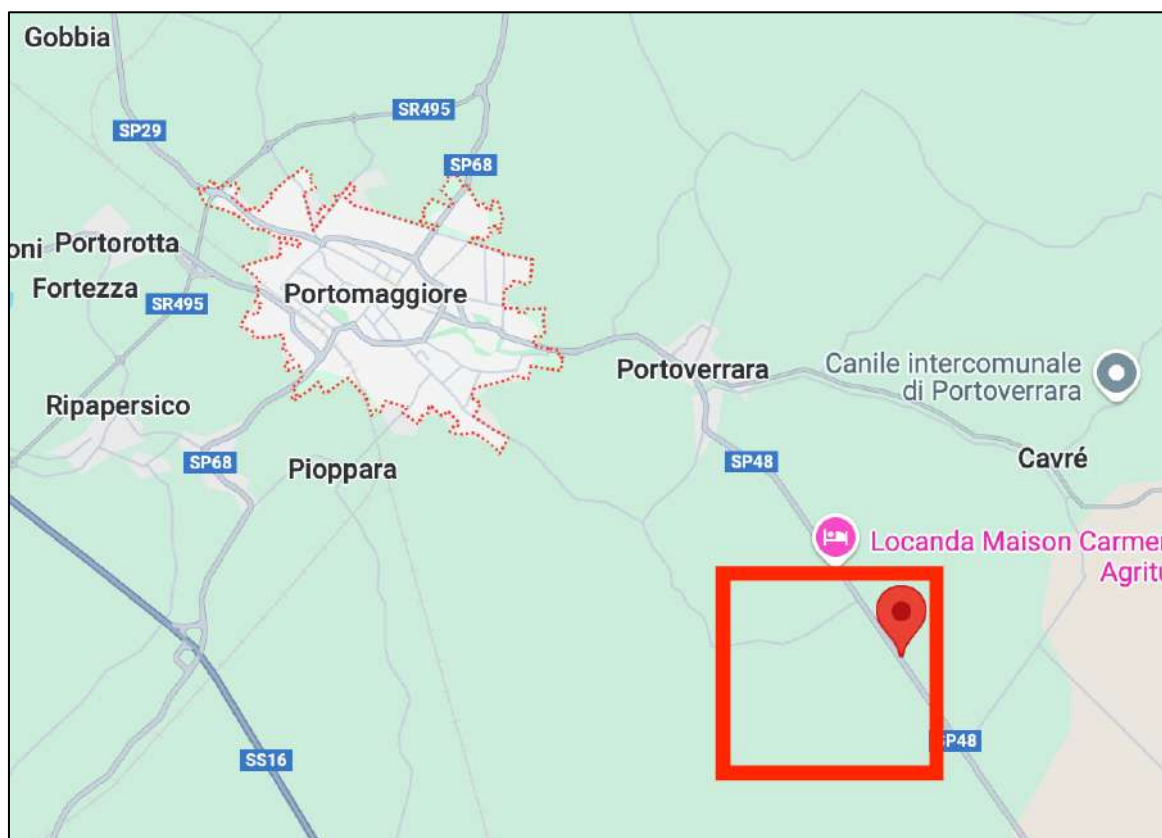 Gobbia
SR495
SP29
SP68
oni Portorotta
Fortezza
SR495
Portomaggiore
Portoverrara
Canile intercomunale
di Portoverrara
Ripapersico
SP68
Pioppara
SP48
Cavré
Locanda Maison Carmen
Agritu
SP48
SS16